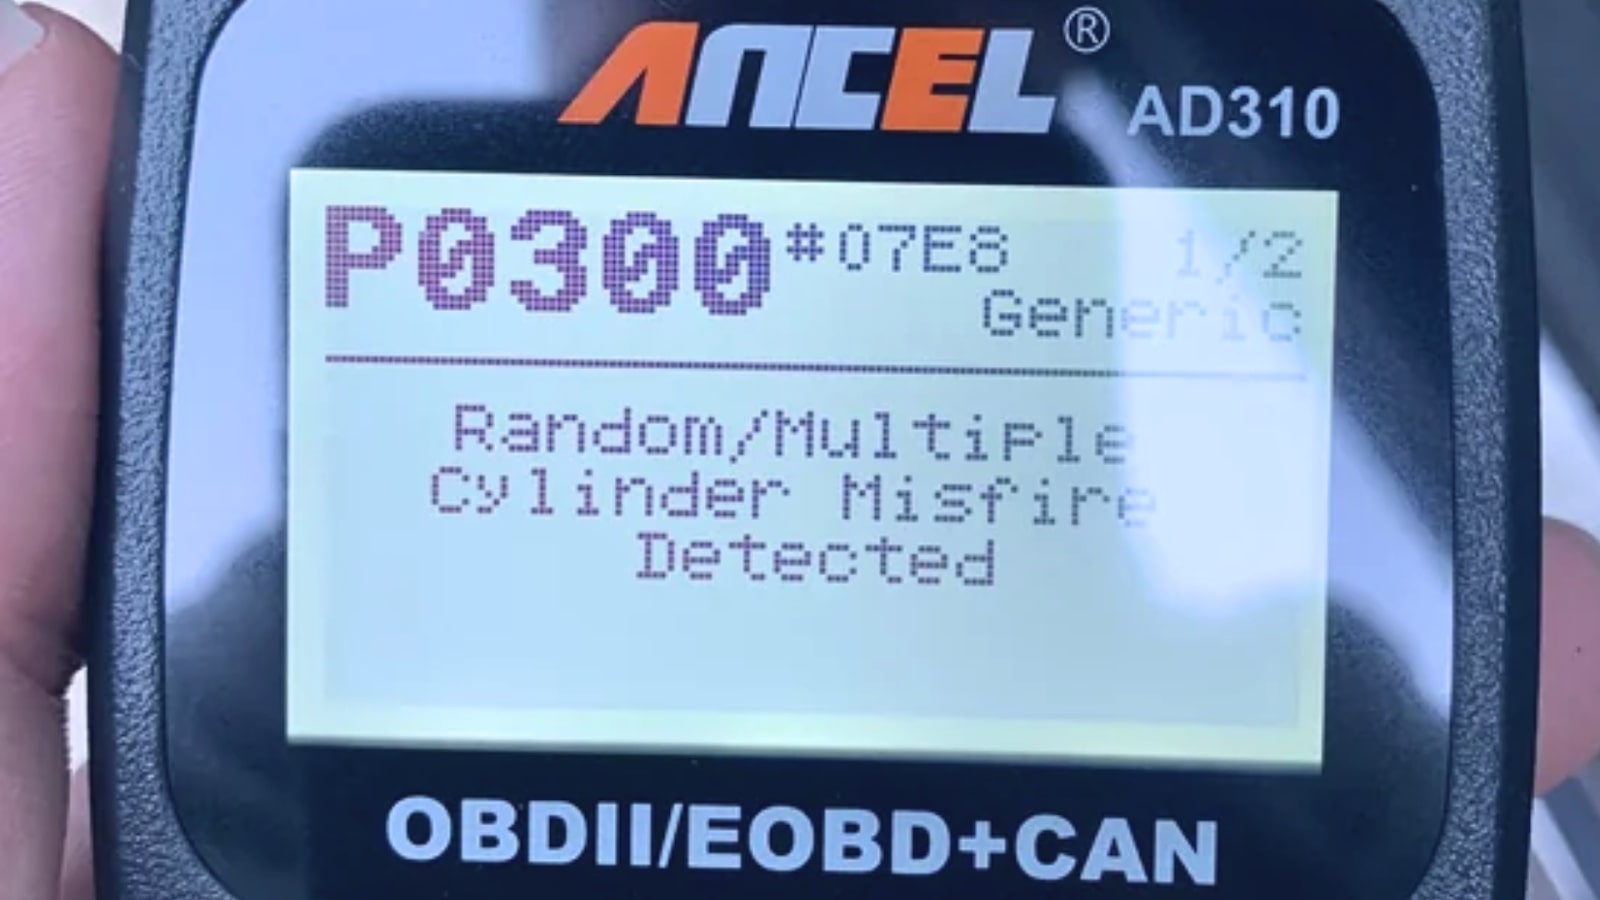 ANCEL®
AD310
P0300 #07E8 1/2
Generic
Random/Multiple
Cylinder Misfire
Detected
OBDII/EOBD+CAN